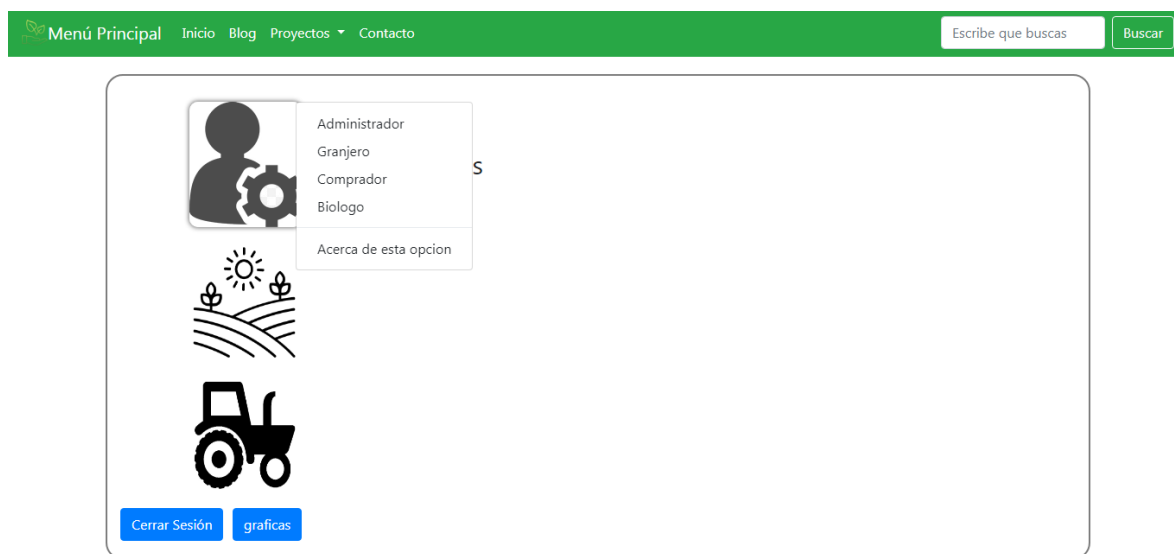 Menú Principal Inicio Blog Proyectos Contacto Escribe que buscas Buscar
Administrador
Granjero
Comprador
s
Biologo
Acerca de esta opcion
Cerrar Sesión graficas